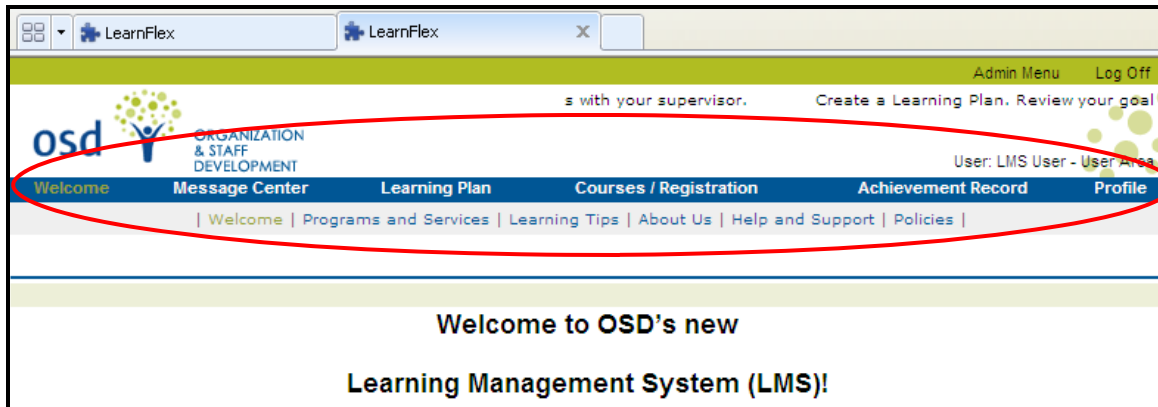 LearnFlex LearnFlex
Admin Menu Log Off
s with your supervisor. Create a Learning Plan. Review your goal
osd ORGANIZATION
& STAFF
DEVELOPMENT
User: LMS User - User Area
Welcome Message Center Learning Plan Courses / Registration Achievement Record Profile
| Welcome | Programs and Services | Learning Tips | About Us | Help and Support | Policies |
Welcome to OSD's new
Learning Management System (LMS)!